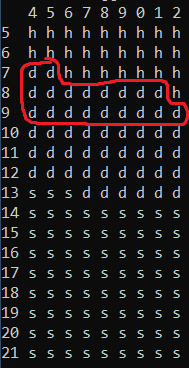 4 5 6 7 8 9 0 1 2
5 h h h h h h h h h
6 h h h h h h h h h
7 d d h h h h h h h
8 d d d d d d d d h
9 d d d d d d d d d
10 d d d d d d d d d
11 d d d d d d d d d
12 d d d d d d d d d
13 s s s d d d d d d
14 s s s s s s s s s
15 s s s s s s s s s
16 s s s s s s s s s
17 s s s s s s s s s
18 s s s s s s s s s
19 s s s s s s s s s
20 s s s s s s s s s
21 s s s s s s s s s